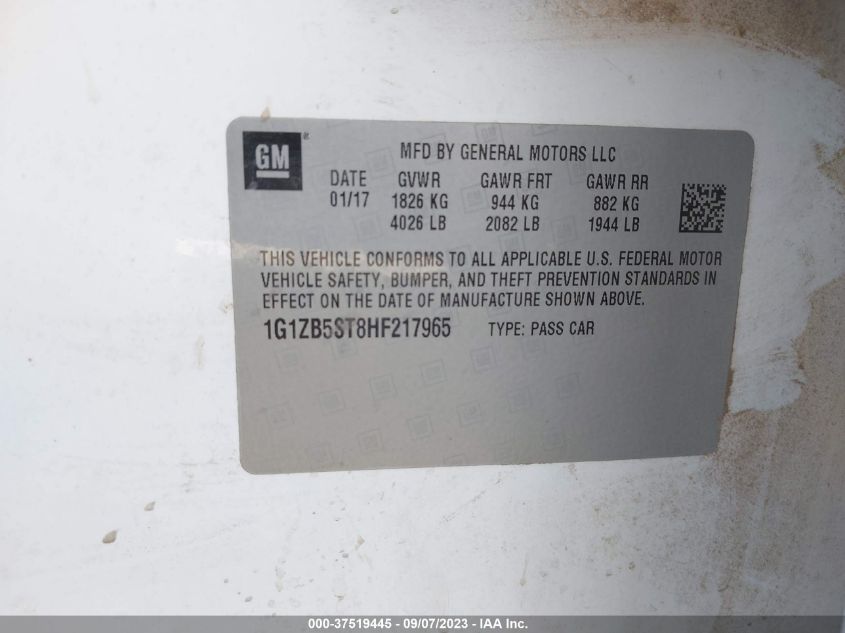 GM
MFD BY GENERAL MOTORS LLC
DATE GVWR GAWR FRT GAWR RR
01/17 1826 KG 944 KG 882 KG
4026 LB 2082 LB 1944 LB
THIS VEHICLE CONFORMS TO ALL APPLICABLE U.S. FEDERAL MOTOR
VEHICLE SAFETY, BUMPER, AND THEFT PREVENTION STANDARDS IN
EFFECT ON THE DATE OF MANUFACTURE SHOWN ABOVE.
1G1ZB5ST8HF217965 TYPE: PASS CAR
000-37519445 - 09/07/2023 - IAA Inc.